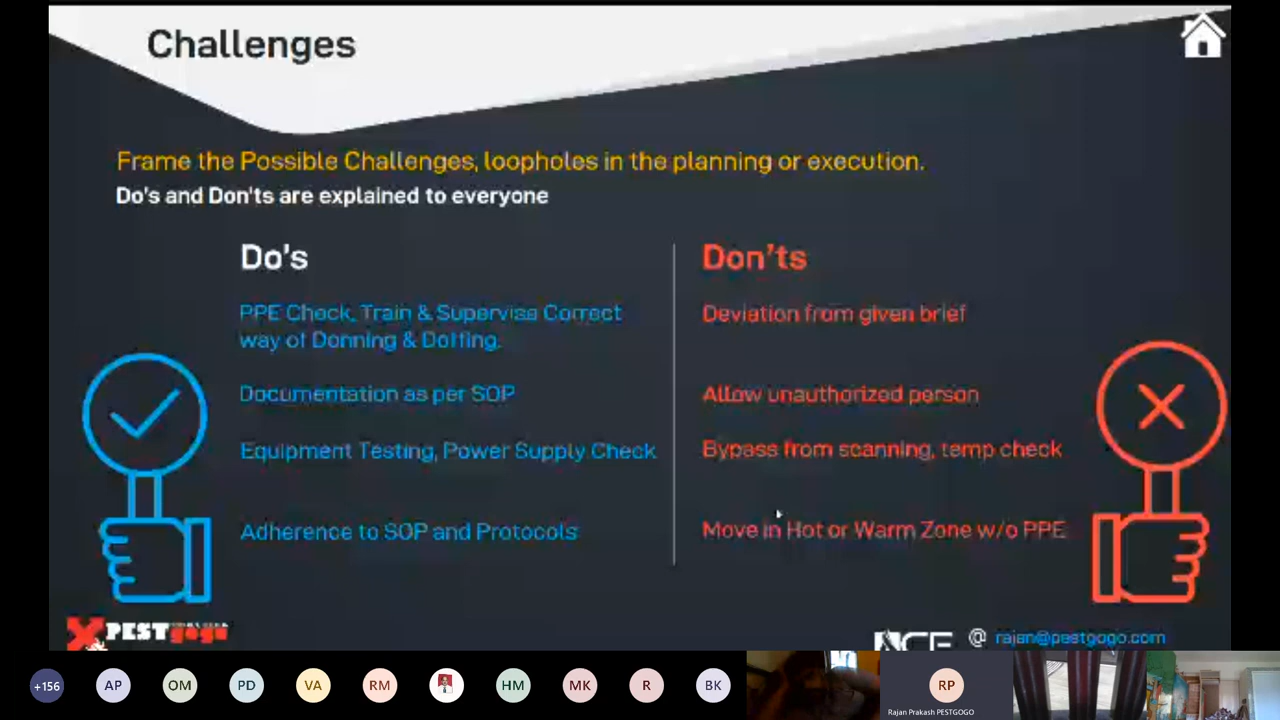 Challenges
Frame the Possible Challenges, loopholes in the planning or execution.
Do's and Don'ts are explained to everyone
Do's
PPE Check, Train & Supervise Correct
way of Donning & Doffing.
Documentation as per SOP
Equipment Testing, Power Supply Check
Adherence to SOP and Protocols
Don'ts
Deviation from given brief
Allow unauthorized person
Bypass from scanning, temp check
Move in Hot or Warm Zone w/o PPE
PESTgogo
@ rajan@pestgogo.com
+156
AP
OM
PD
VA
RM
HM
MK
R
BK
RP
Rajan Prakash PESTGOGO